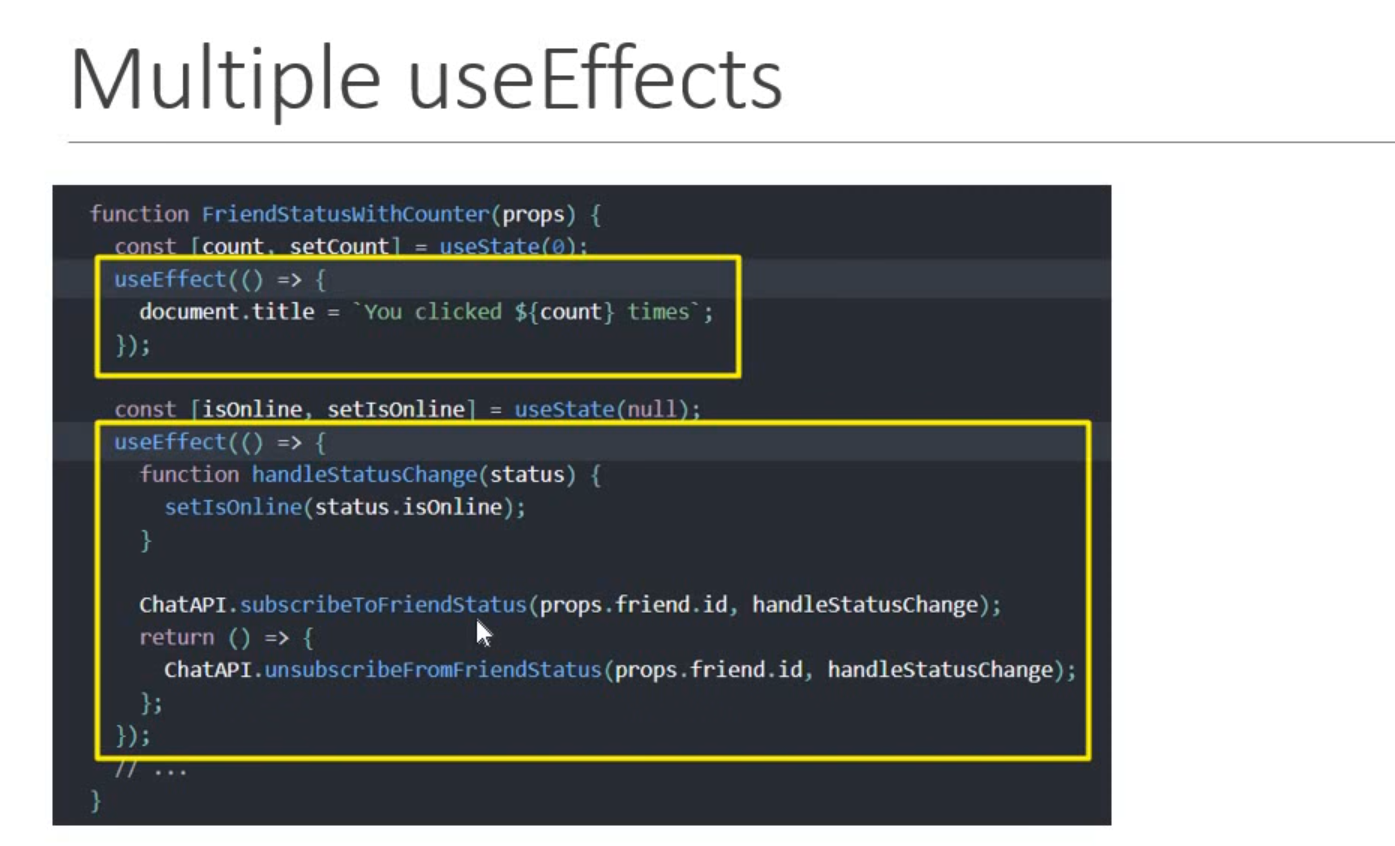 Multiple useEffects
function FriendStatusWithCounter(props) {
const [count, setCount] = useState(0);
useEffect(() => {
document.title = `You clicked ${count} times`;
});
const [isOnline, setIsOnline] = useState(null);
useEffect(() => {
function handleStatusChange(status) {
setIsOnline(status.isOnline);
}
ChatAPI.subscribeToFriendStatus(props.friend.id, handleStatusChange);
return () => {
ChatAPI.unsubscribeFromFriendStatus(props.friend.id, handleStatusChange);
};
});
// ...
}